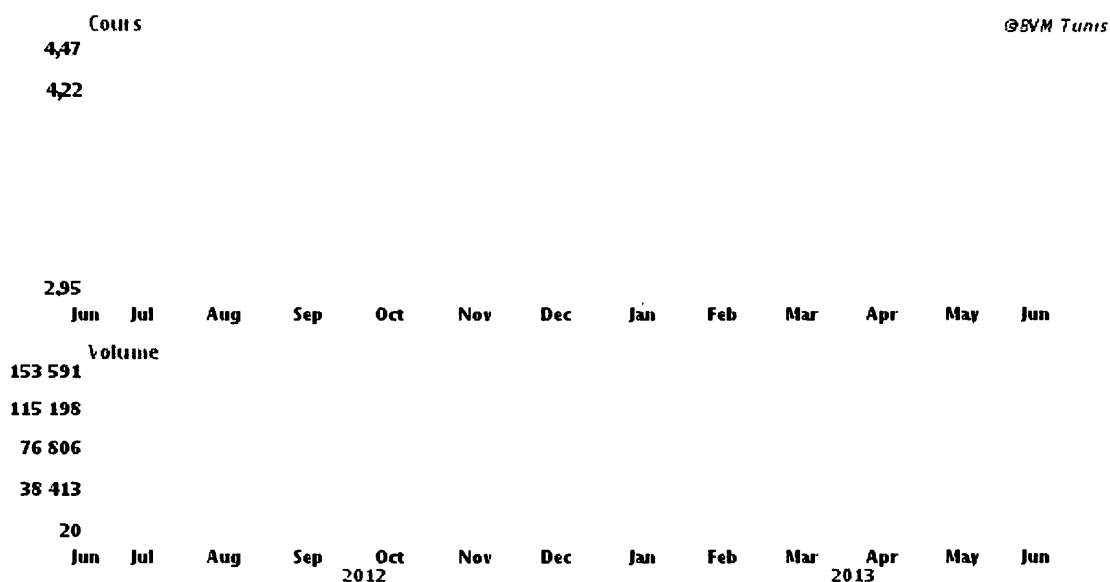 Cours
©BVM Tunis
4,47
4,22
2,95
Jun Jul Aug Sep Oct Nov Dec Jan Feb Mar Apr May Jun
Volume
153 591
115 198
76 806
38 413
20
Jun Jul Aug Sep Oct Nov Dec Jan Feb Mar Apr May Jun
2012 2013